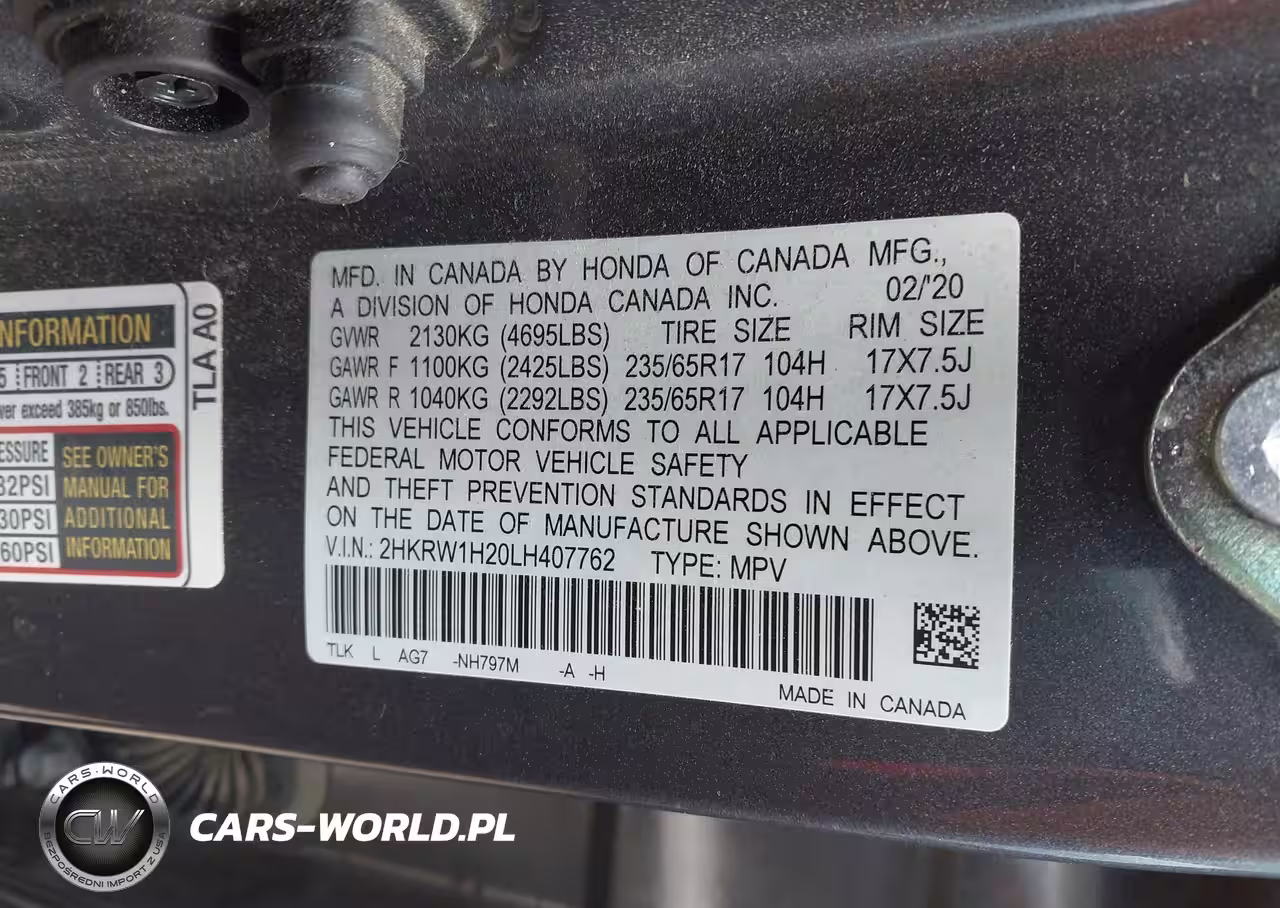 MFD. IN CANADA BY HONDA OF CANADA MFG.,
A DIVISION OF HONDA CANADA INC. 02/'20
GVWR 2130KG (4695LBS) TIRE SIZE RIM SIZE
GAWR F 1100KG (2425LBS) 235/65R17 104H 17X7.5J
GAWR R 1040KG (2292LBS) 235/65R17 104H 17X7.5J
THIS VEHICLE CONFORMS TO ALL APPLICABLE
FEDERAL MOTOR VEHICLE SAFETY
AND THEFT PREVENTION STANDARDS IN EFFECT
ON THE DATE OF MANUFACTURE SHOWN ABOVE.
V.I.N.: 2HKRW1H20LH407762 TYPE: MPV
TLK L AG7 -NH797M -A -H
MADE IN CANADA
NFORMATION
5 FRONT 2 REAR 3
ver exceed 385kg or 850lbs.
ESSURE
32PSI
30PSI
60PSI
SEE OWNER'S
MANUAL FOR
ADDITIONAL
INFORMATION
TLA A0
CARS-WORLD
CW
BEZPOŚREDNI IMPORT Z USA
CARS-WORLD.PL